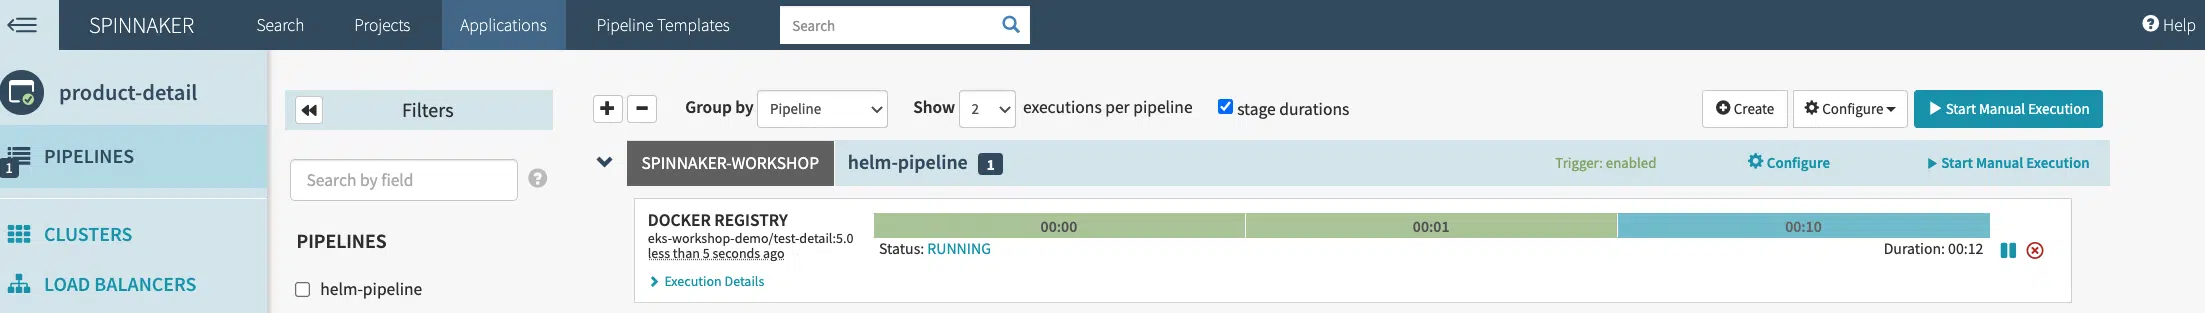 SPINNAKER Search Projects Applications Pipeline Templates Search Help
product-detail
1 PIPELINES
CLUSTERS
LOAD BALANCERS
Filters
Search by field ?
PIPELINES
helm-pipeline
Group by Pipeline Show 2 executions per pipeline stage durations Create Configure Start Manual Execution
SPINNAKER-WORKSHOP helm-pipeline 1 Trigger: enabled Configure Start Manual Execution
DOCKER REGISTRY 00:00 00:01 00:10
eks-workshop-demo/test-detail:5.0 Status: RUNNING Duration: 00:12
less than 5 seconds ago
Execution Details